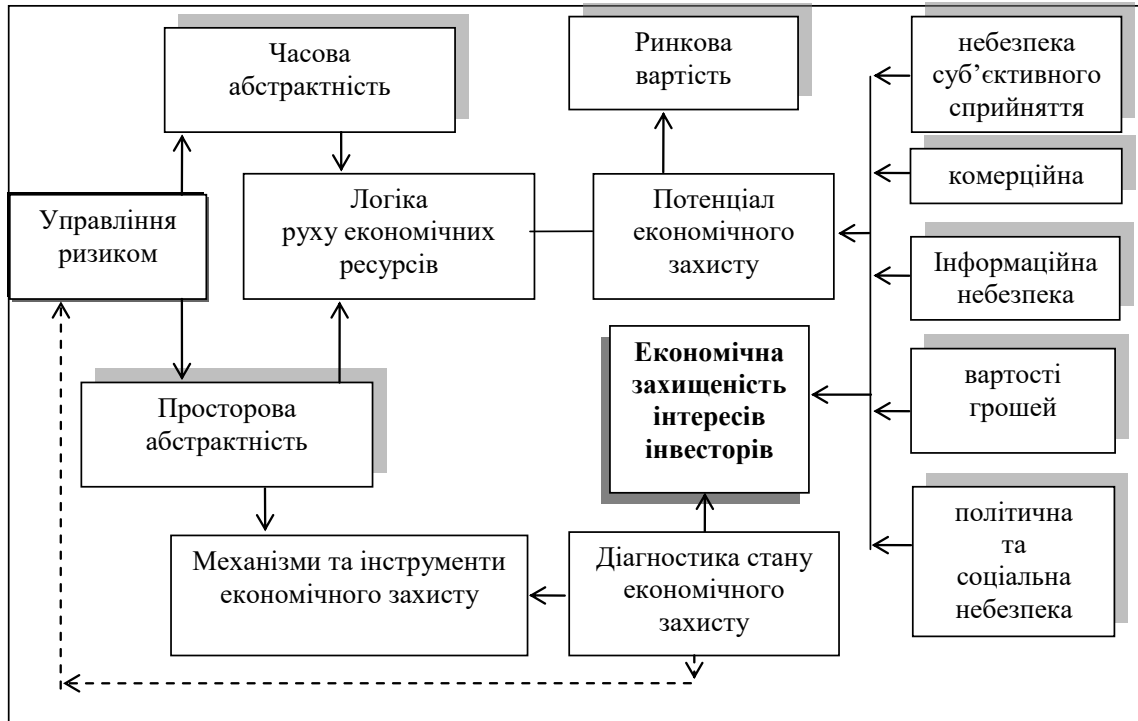 Часова
абстрактність
Ринкова
вартість
небезпека
суб’єктивного
сприйняття
комерційна
Управління
ризиком
Логіка
руху економічних
ресурсів
Потенціал
економічного
захисту
Інформаційна
небезпека
Економічна
захищеність
інтересів
інвесторів
вартості
грошей
Просторова
абстрактність
Механізми та інструменти
економічного захисту
Діагностика стану
економічного
захисту
політична
та
соціальна
небезпека